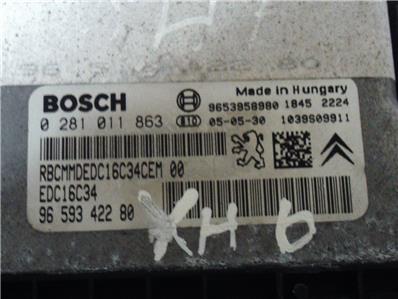 BOSCH
Made in Hungary
9653958980 1845 2224
0 281 011 863
810 05-05-30 1039S09911
RBCMMDEDC16C34CEM 00
EDC16C34
96 593 422 80
XH6